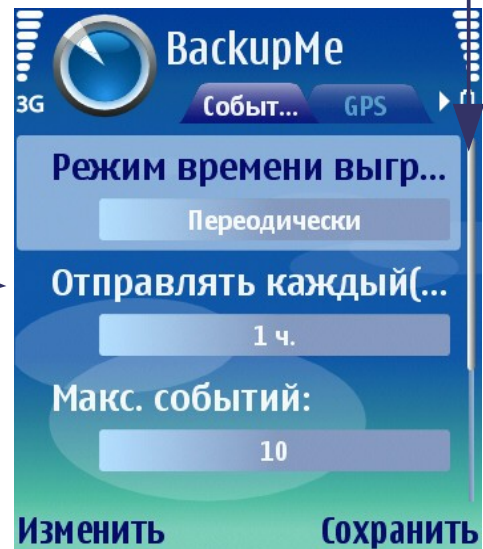 BackupMe
3G
Событ... GPS
Режим времени выгр...
Переодически
Отправлять каждый(...
1 ч.
Макс. событий:
10
Изменить Сохранить